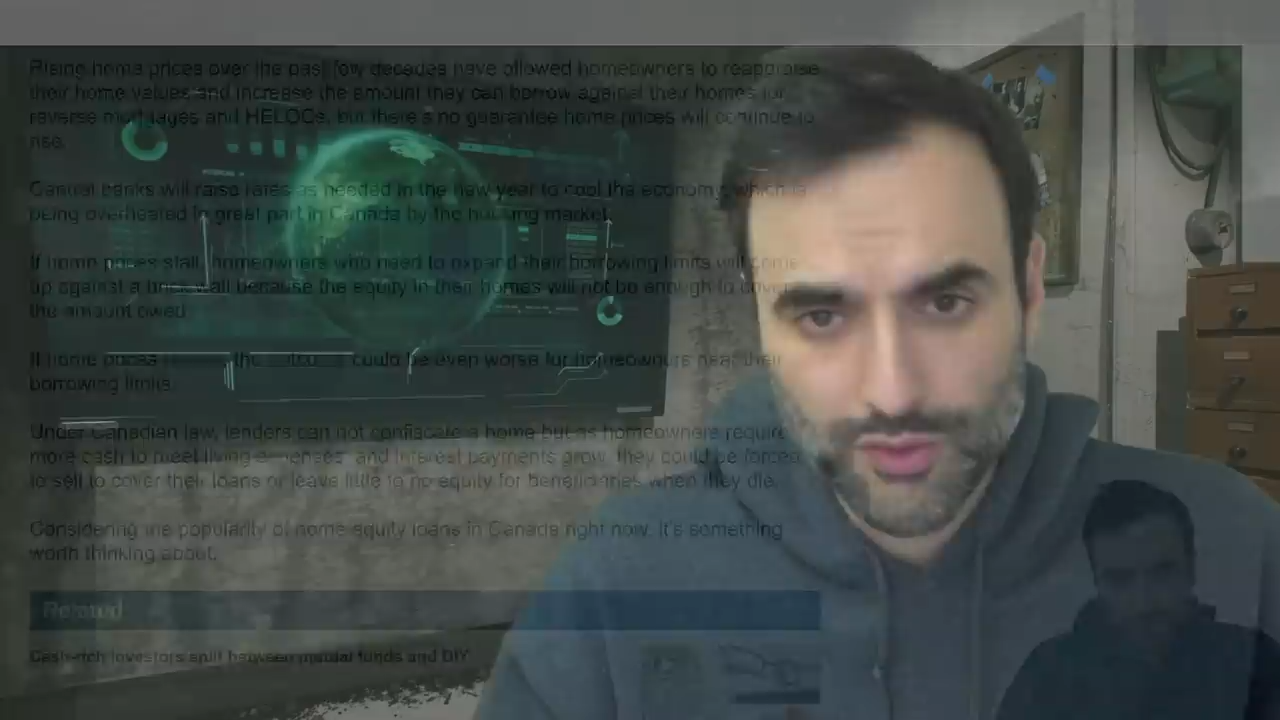 Rising home prices over the past few decades have allowed homeowners to reappraise
their home values and increase the amount they can borrow against their homes for
reverse mortgages and HELOCs, but there's no guarantee home prices will continue to
rise.
Central banks will raise rates as needed in the new year to cool the economy, which is
being overheated in great part in Canada by the housing market.
If home prices stall, homeowners who need to expand their borrowing limits will come
up against a brick wall because the equity in their homes will not be enough to cover
the amount owed.
If home prices the could be even worse for homeowners near their
borrowing limits.
Under Canadian law, lenders can not confiscate a home but as homeowners require
more cash to meet living expenses and interest payments grow, they could be forced
to sell to cover their loans or leave little to no equity for beneficiaries when they die.
Considering the popularity of home equity loans in Canada right now, it's something
worth thinking about.
Related
Cash-rich investors split between mutual funds and DIY